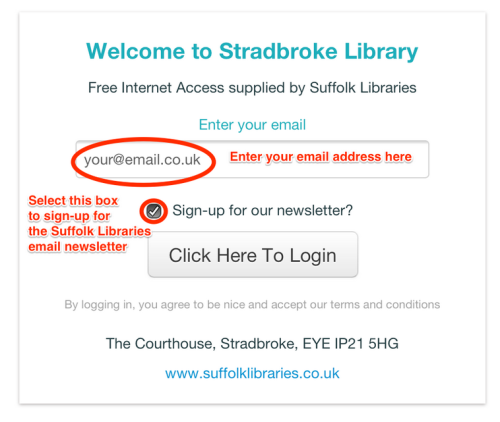 Welcome to Stradbroke Library
Free Internet Access supplied by Suffolk Libraries
Enter your email
your@email.co.uk
Enter your email address here
Select this box
to sign-up for
the Suffolk Libraries
email newsletter
Sign-up for our newsletter?
Click Here To Login
By logging in, you agree to be nice and accept our terms and conditions
The Courthouse, Stradbroke, EYE IP21 5HG
www.suffolklibraries.co.uk